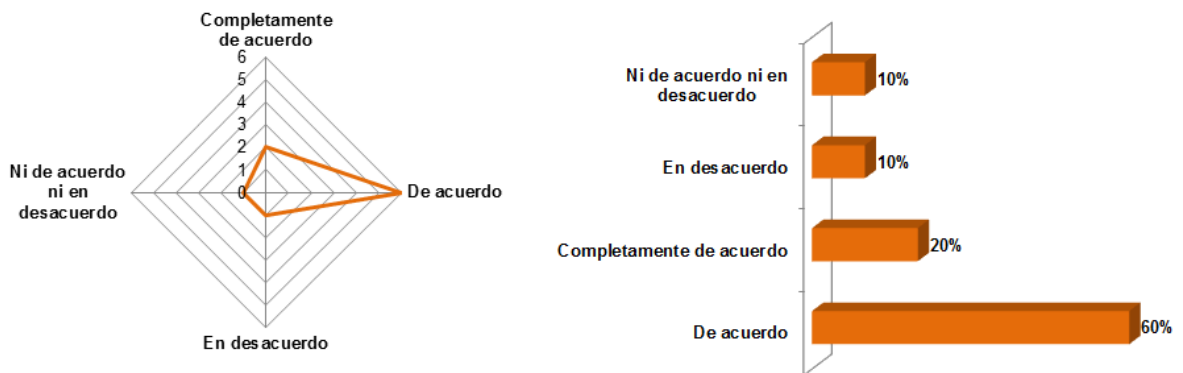 Completamente
de acuerdo
6
5
4
3
2
1
0
Ni de acuerdo
ni en
desacuerdo
De acuerdo
En desacuerdo
Ni de acuerdo ni en
desacuerdo
10%
En desacuerdo
10%
Completamente de acuerdo
20%
De acuerdo
60%